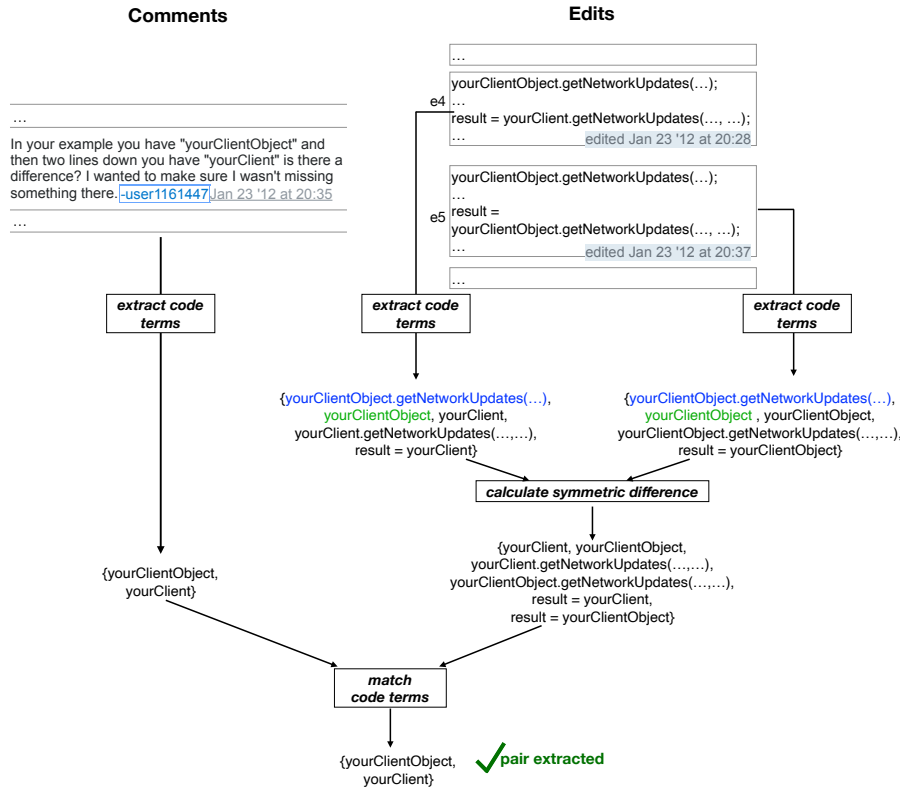 Comments
Edits
…
In your example you have "yourClientObject" and
then two lines down you have "yourClient" is there a
difference? I wanted to make sure I wasn't missing
something there. -user1161447 Jan 23 '12 at 20:35
…
…
e4
yourClientObject.getNetworkUpdates(…);
…
result = yourClient.getNetworkUpdates(…, …);
…
edited Jan 23 '12 at 20:28
e5
yourClientObject.getNetworkUpdates(…);
…
result =
yourClientObject.getNetworkUpdates(…, …);
…
edited Jan 23 '12 at 20:37
…
extract code
terms
extract code
terms
extract code
terms
{yourClientObject.getNetworkUpdates(…),
yourClientObject, yourClient,
yourClient.getNetworkUpdates(…,…),
result = yourClient}
{yourClientObject.getNetworkUpdates(…),
yourClientObject , yourClientObject,
yourClientObject.getNetworkUpdates(…,…),
result = yourClientObject}
calculate symmetric difference
{yourClientObject,
yourClient}
{yourClient, yourClientObject,
yourClient.getNetworkUpdates(…,…),
yourClientObject.getNetworkUpdates(…,…),
result = yourClient,
result = yourClientObject}
match
code terms
{yourClientObject,
yourClient}
pair extracted